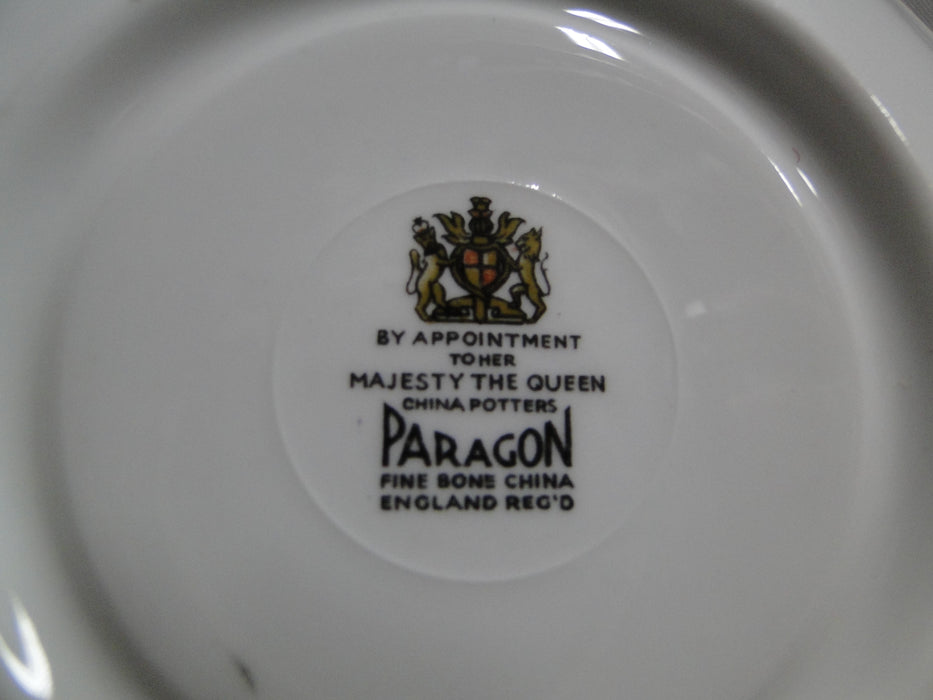 BY APPOINTMENT
TO HER
MAJESTY THE QUEEN
CHINA POTTERS
PARAGON
FINE BONE CHINA
ENGLAND REG'D